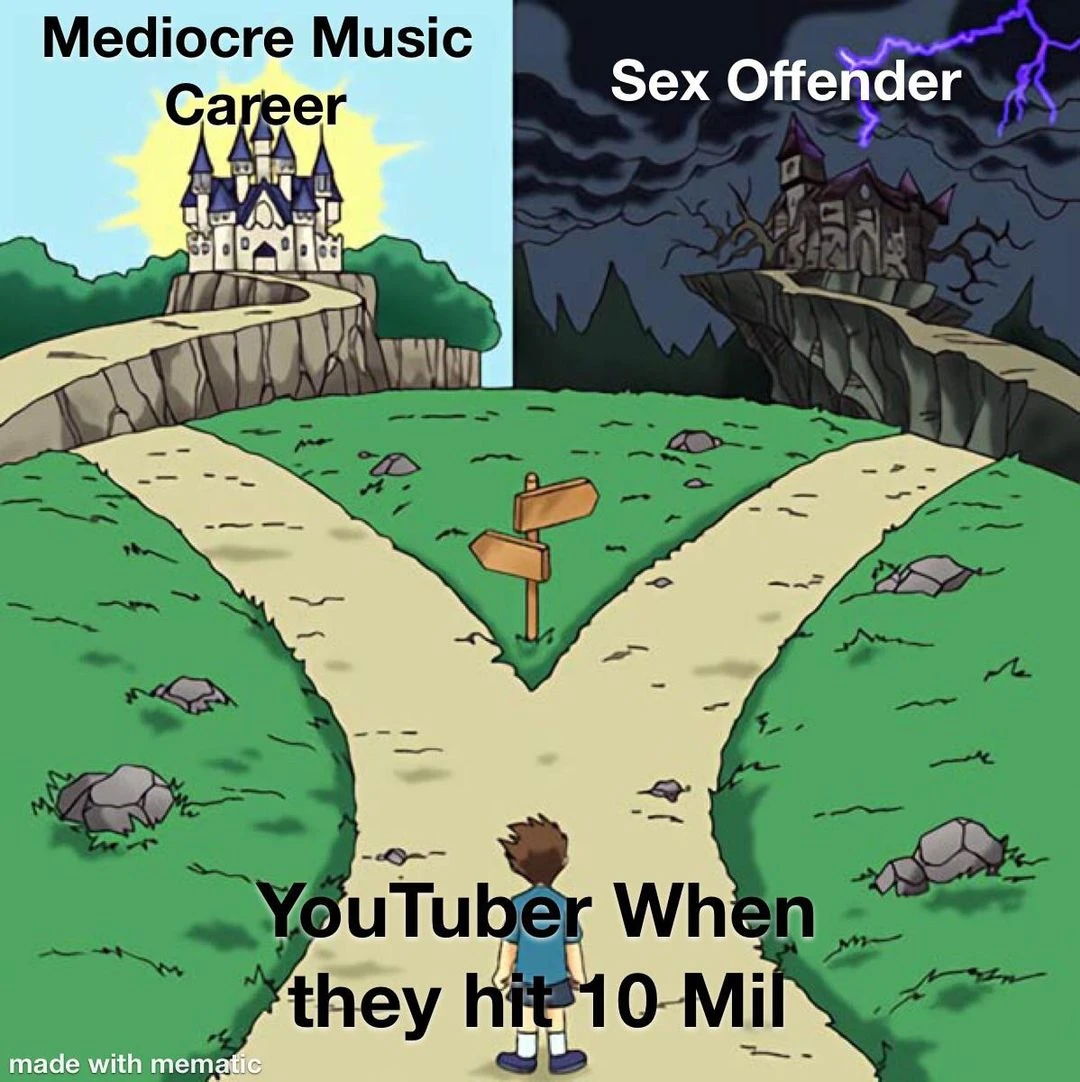 Mediocre Music
Career
Sex Offender
YouTuber When
they hit 10 Mil
made with mematic